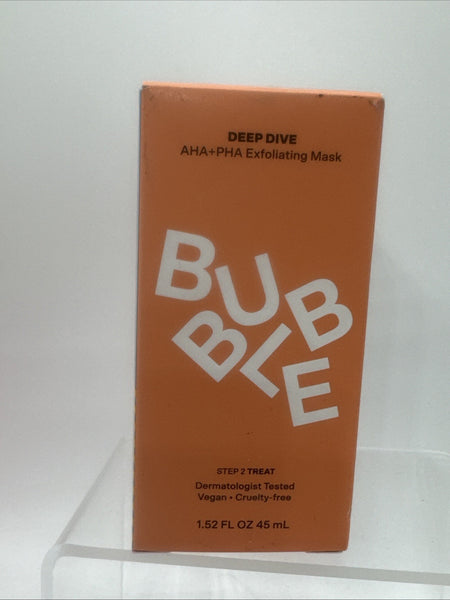 DEEP DIVE
AHA+PHA Exfoliating Mask
BUB
BLE
STEP 2 TREAT
Dermatologist Tested
Vegan • Cruelty-free
1.52 FL OZ 45 mL